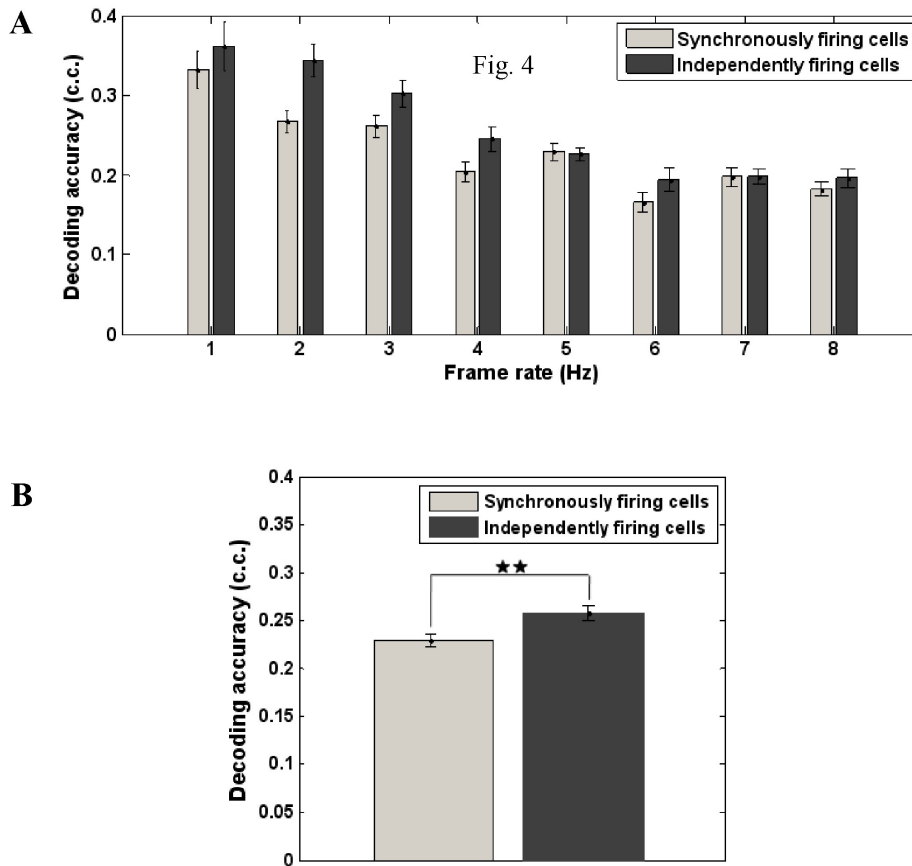 A
Decoding accuracy (c.c.)
0.4
0.3
0.2
0.1
0
Fig. 4
Synchronously firing cells
Independently firing cells
1 2 3 4 5 6 7 8
Frame rate (Hz)
B
Decoding accuracy (c.c.)
0.4
0.35
0.3
0.25
0.2
0.15
0.1
0.05
0
Synchronously firing cells
Independently firing cells
★★